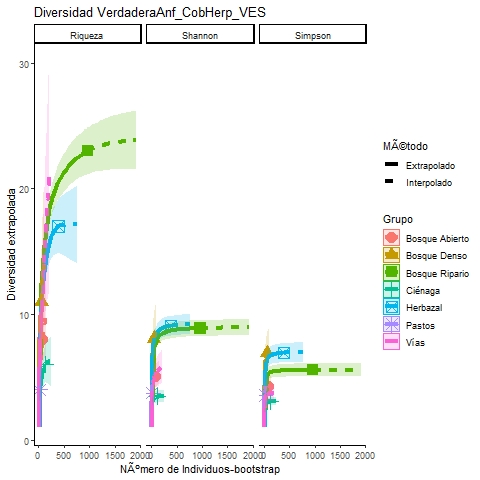 Diversidad VerdaderaAnf_CobHerp_VES
Riqueza
Shannon
Simpson
Diversidad extrapolada
30
20
10
0
0 500 1000 1500 2000
0 500 1000 1500 2000
0 500 1000 1500 2000
NÃºmero de Individuos-bootstrap
MÃ©todo
Extrapolado
Interpolado
Grupo
Bosque Abierto
Bosque Denso
Bosque Ripario
Ciénaga
Herbazal
Pastos
Vías